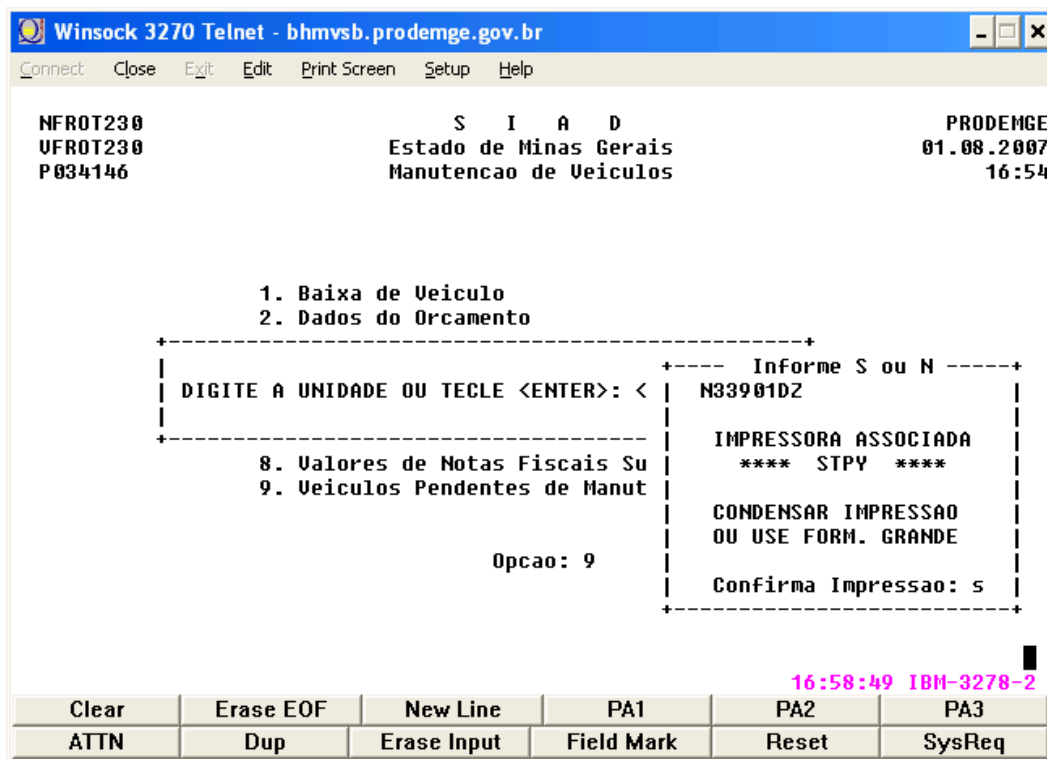 Winsock 3270 Telnet - bhmvsb.prodemge.gov.br
Connect Close Exit Edit Print Screen Setup Help
NFROT230 S I A D PRODEMGE
VFROT230 Estado de Minas Gerais 01.08.2007
P034146 Manutencao de Veiculos 16:54
1. Baixa de Veiculo
2. Dados do Orcamento
+-------------------------------------------------+
+---- Informe S ou N -----+
DIGITE A UNIDADE OU TECLE <ENTER>: < | N33901DZ |
IMPRESSORA ASSOCIADA
8. Valores de Notas Fiscais Su | **** STPY **** |
9. Veiculos Pendentes de Manut
CONDENSAR IMPRESSAO
OU USE FORM. GRANDE
Opcao: 9
Confirma Impressao: s
16:58:49 IBM-3278-2
Clear Erase EOF New Line PA1 PA2 PA3
ATTN Dup Erase Input Field Mark Reset SysReq